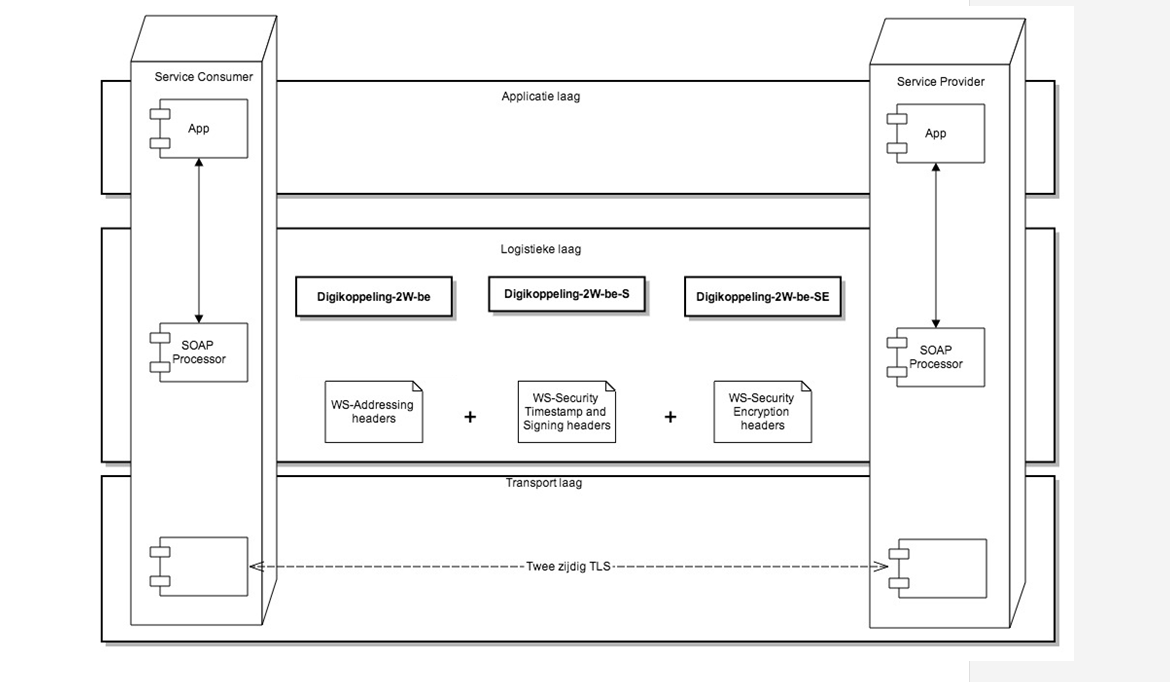 Service Consumer
Service Provider
Applicatie laag
App
App
Logistieke laag
Digikoppeling-2W-be
Digikoppeling-2W-be-S
Digikoppeling-2W-be-SE
SOAP
Processor
SOAP
Processor
WS-Addressing
headers
+
WS-Security
Timestamp and
Signing headers
+
WS-Security
Encryption
headers
Transport laag
Twee zijdig TLS